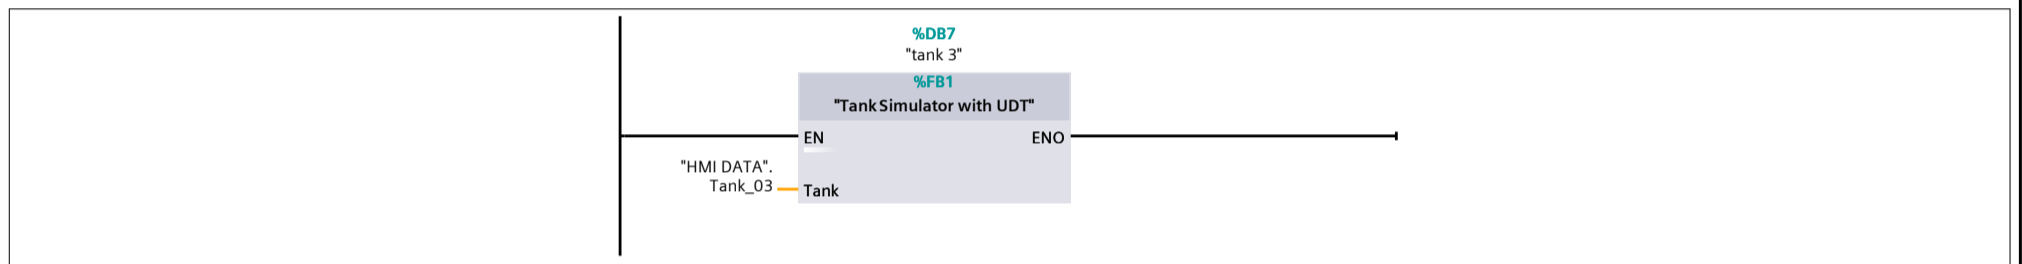 %DB7
"tank 3"
%FB1
"Tank Simulator with UDT"
EN
ENO
"HMI DATA".
Tank_03
Tank